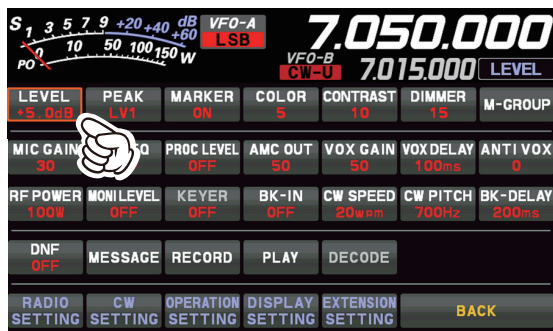 S 1 3 5 7 9 +20 +40 +60 dB VFO-A 7.050.000
LSB
PO 0 10 50 100 150 W VFO-B
CW-U 7.015.000 LEVEL
LEVEL PEAK MARKER COLOR CONTRAST DIMMER M-GROUP
+5.0dB LV1 ON 5 10 15
MIC GAIN PROC LEVEL AMC OUT VOX GAIN VOX DELAY ANTI VOX
30 OFF 50 50 100ms 0
RF POWER MONI LEVEL KEYER BK-IN CW SPEED CW PITCH BK-DELAY
100W OFF OFF OFF 20wpm 700Hz 200ms
DNF MESSAGE RECORD PLAY DECODE
OFF
RADIO CW OPERATION DISPLAY EXTENSION BACK
SETTING SETTING SETTING SETTING SETTING